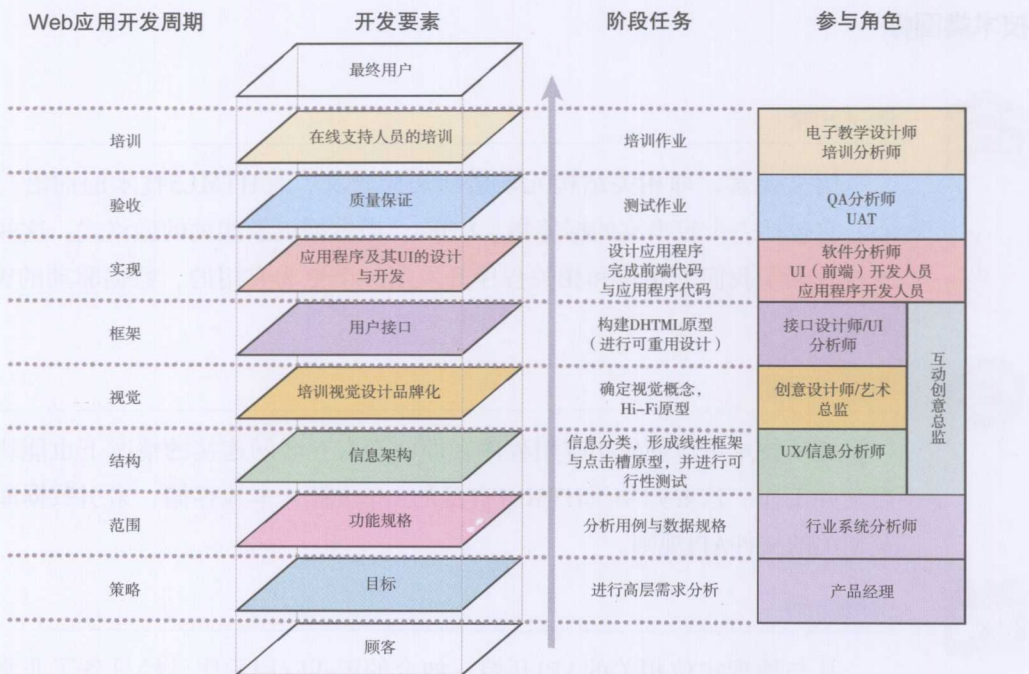 Web应用开发周期 开发要素 阶段任务 参与角色
最终用户
培训 在线支持人员的培训 培训作业 电子教学设计师
培训分析师
验收 质量保证 测试作业 QA分析师
UAT
实现 应用程序及其UI的设计
与开发
设计应用程序
完成前端代码
与应用程序代码
软件分析师
UI(前端)开发人员
应用程序开发人员
框架 用户接口 构建DHTML原型
(进行可重用设计)
接口设计师/UI
分析师
互动创意总监
视觉 培训视觉设计品牌化 确定视觉概念,
Hi-Fi原型
创意设计师/艺术
总监
结构 信息架构 信息分类,形成线性框架
与点击槽原型,并进行可
行性测试
UX/信息分析师
范围 功能规格 分析用例与数据规格 行业系统分析师
策略 目标 进行高层需求分析 产品经理
顾客